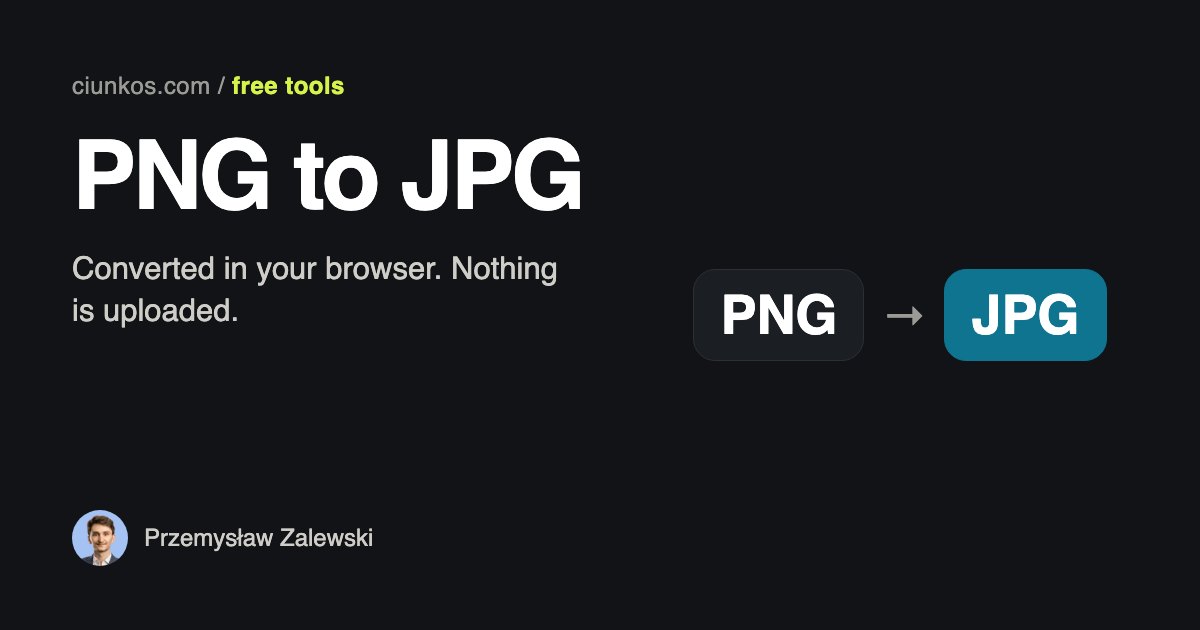 ciunkos.com / free tools
PNG to JPG
Converted in your browser. Nothing
is uploaded.
PNG → JPG
Przemysław Zalewski